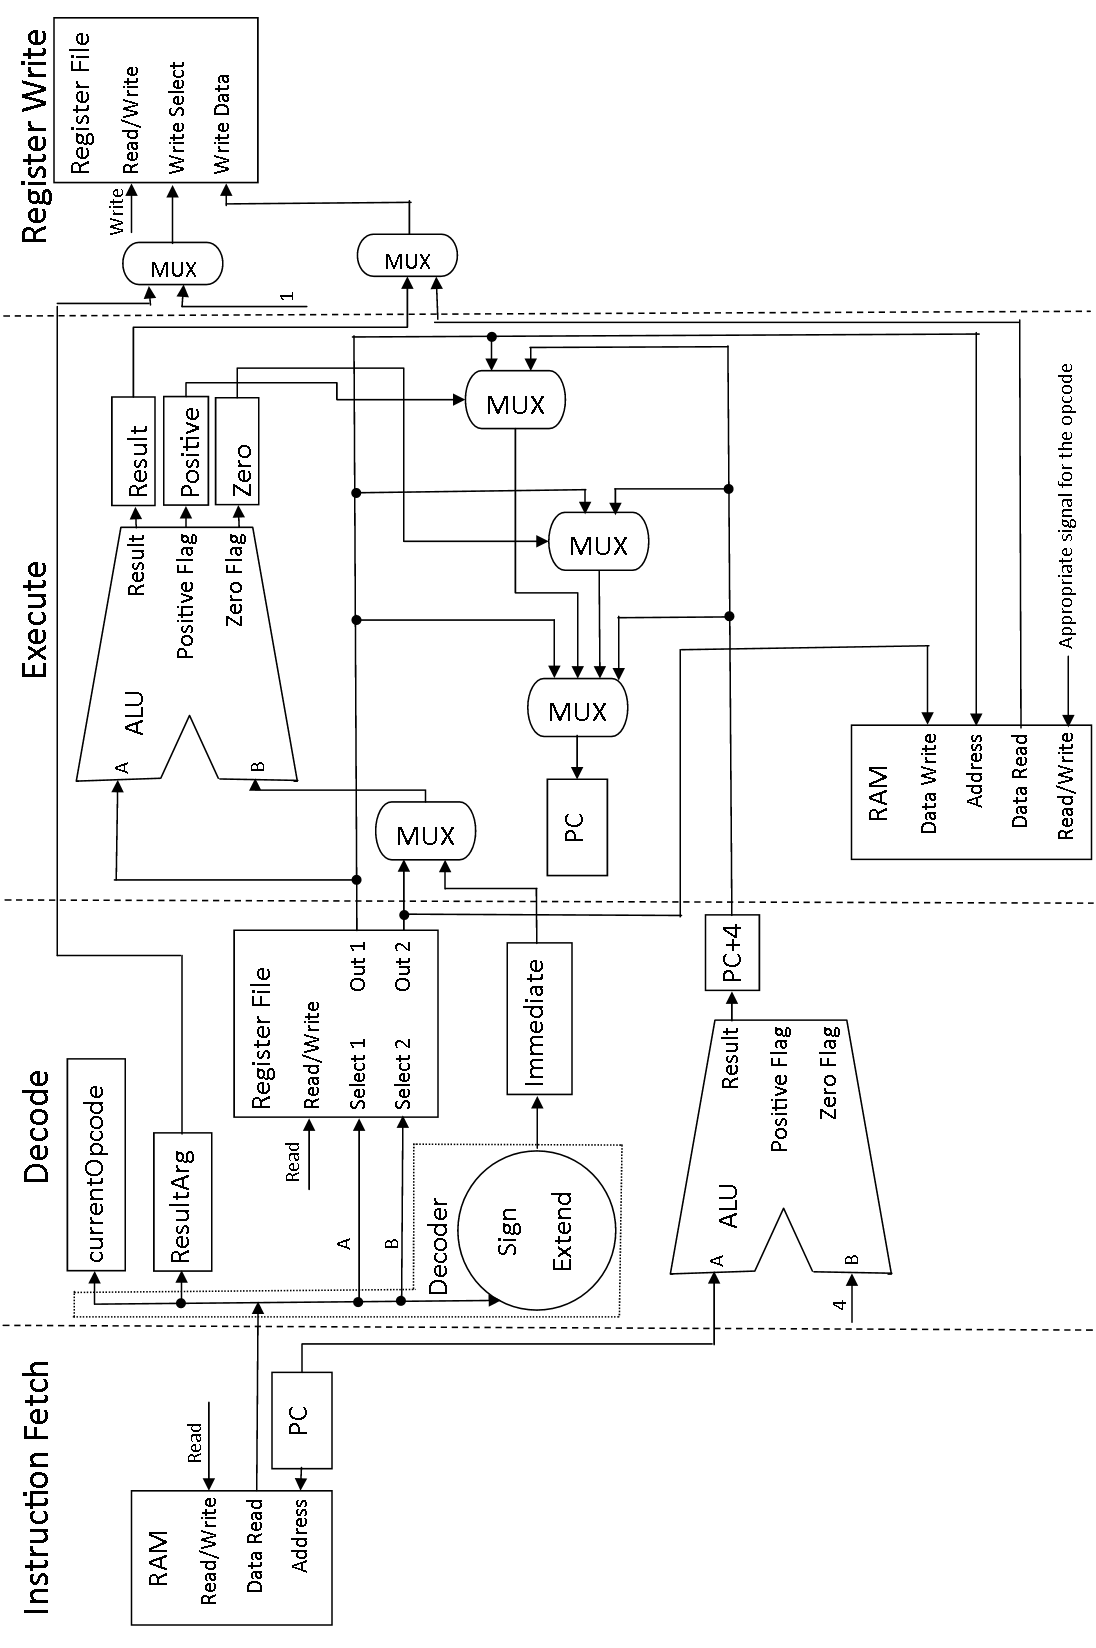 Instruction Fetch
RAM
Read/Write
Data Read
Address
Read
PC
Decode
currentOpcode
ResultArg
Register File
Read/Write
Select 1
Out 1
Select 2
Out 2
Read
A
B
Decoder
Sign
Extend
Immediate
ALU
A
B
4
Result
Positive Flag
Zero Flag
PC+4
Execute
ALU
A
B
Result
Positive Flag
Zero Flag
Result
Positive
Zero
MUX
MUX
MUX
MUX
PC
RAM
Data Write
Address
Data Read
Read/Write
Appropriate signal for the opcode
Register Write
MUX
1
MUX
Write
Register File
Read/Write
Write Select
Write Data